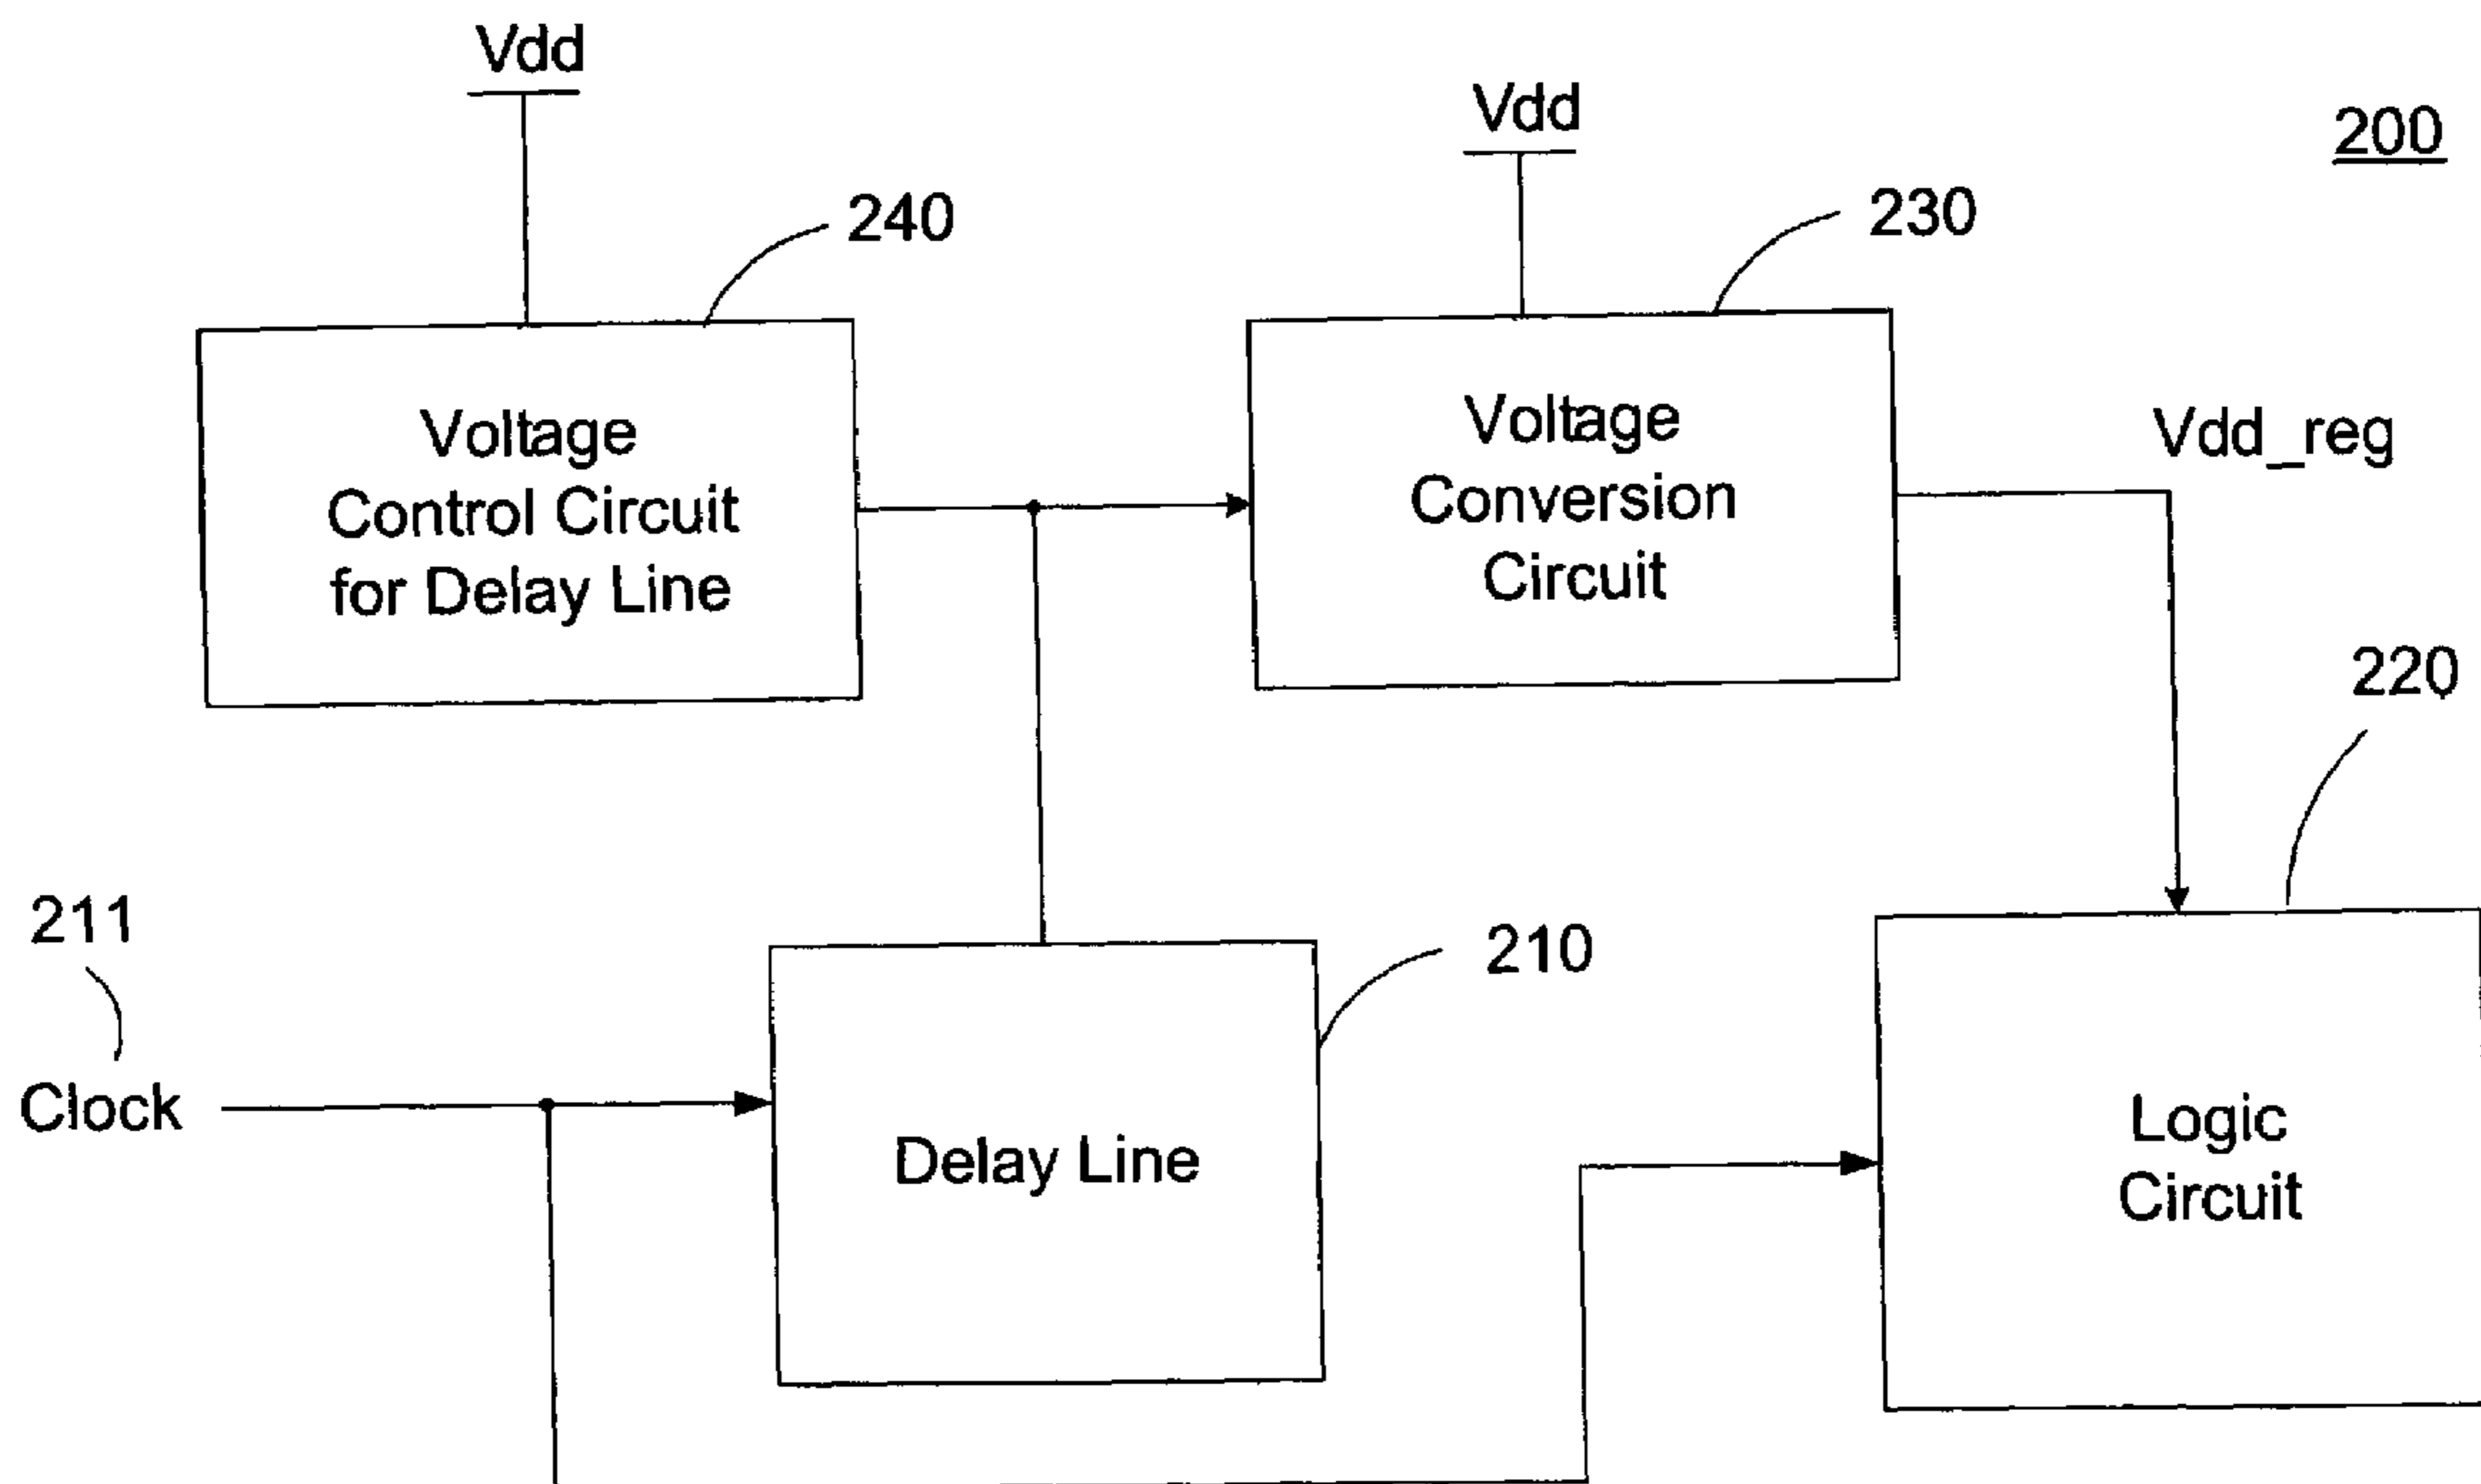 Vdd
Vdd
200
240
230
Voltage
Control Circuit
for Delay Line
Voltage
Conversion
Circuit
Vdd_reg
220
211
210
Clock
Delay Line
Logic
Circuit